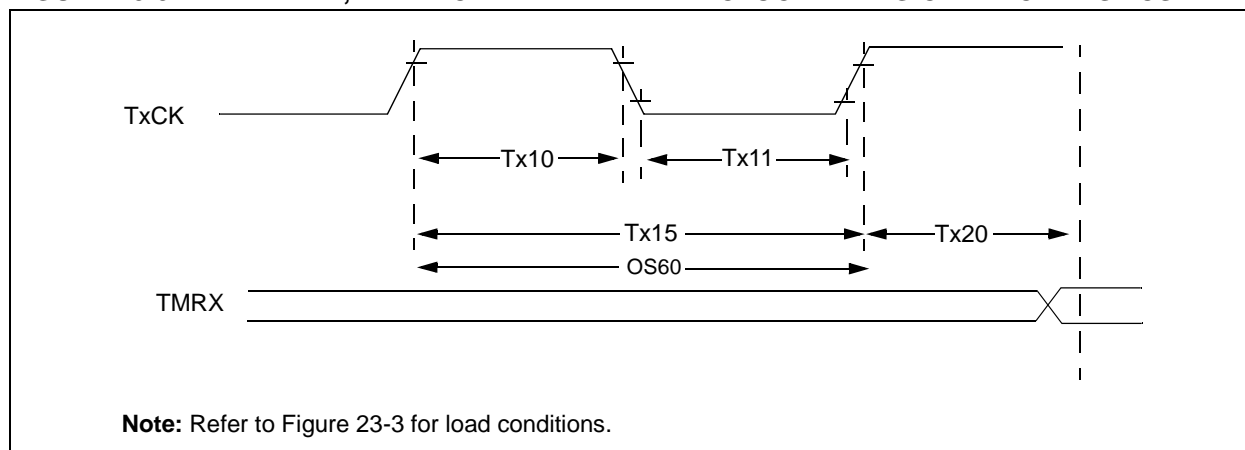 TxCK
Tx10
Tx11
Tx15
Tx20
OS60
TMRX
Note: Refer to Figure 23-3 for load conditions.